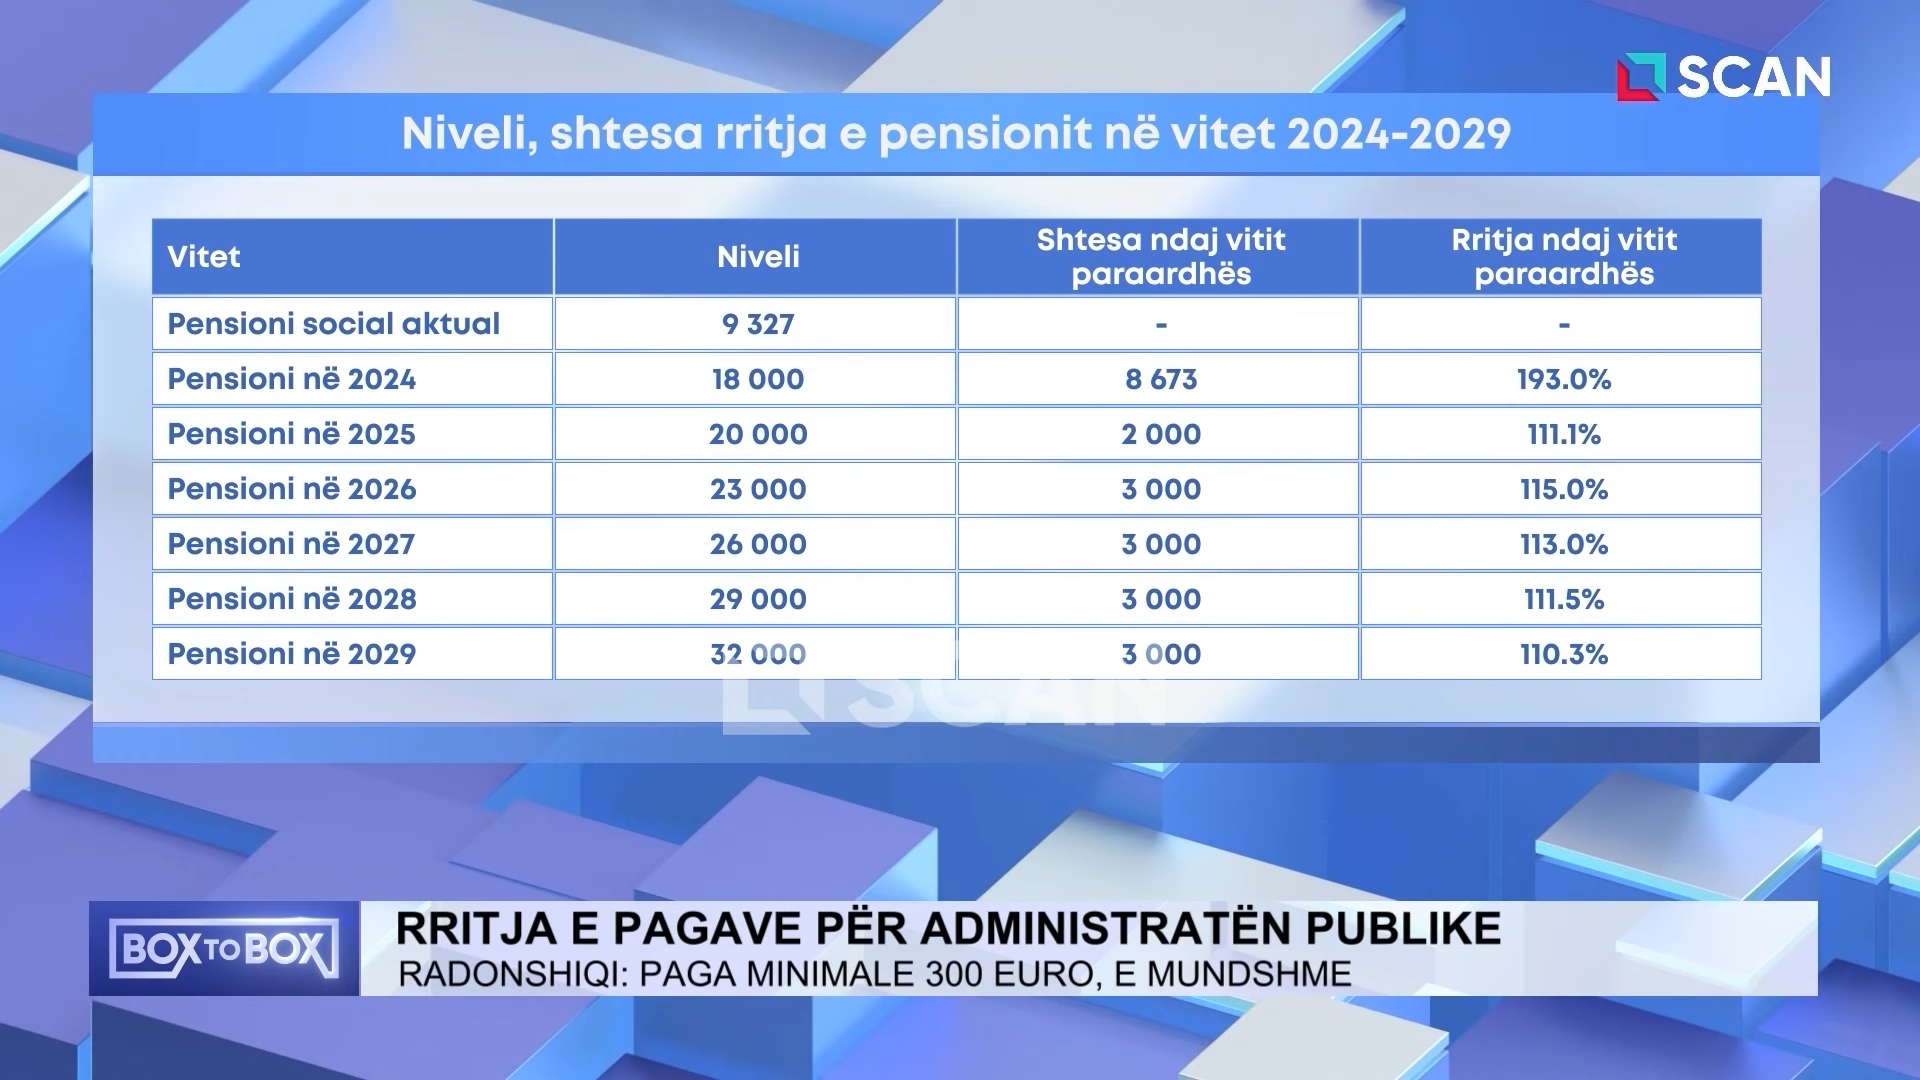 SCAN
Niveli, shtesa rritja e pensionit në vitet 2024-2029
Vitet Niveli Shtesa ndaj vitit paraardhës Rritja ndaj vitit paraardhës
Pensioni social aktual 9 327 - -
Pensioni në 2024 18 000 8 673 193.0%
Pensioni në 2025 20 000 2 000 111.1%
Pensioni në 2026 23 000 3 000 115.0%
Pensioni në 2027 26 000 3 000 113.0%
Pensioni në 2028 29 000 3 000 111.5%
Pensioni në 2029 32 000 3 000 110.3%
SCAN
BOX TO BOX
RRITJA E PAGAVE PËR ADMINISTRATËN PUBLIKE
RADONSHIQI: PAGA MINIMALE 300 EURO, E MUNDSHME